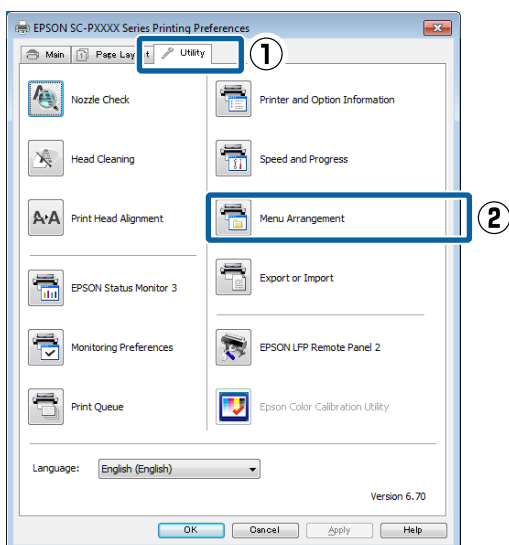 EPSON SC-PXXXX Series Printing Preferences
Main
Page Lay t
Utility
1
Nozzle Check
Printer and Option Information
Head Cleaning
Speed and Progress
A A
Print Head Alignment
Menu Arrangement
2
EPSON Status Monitor 3
Export or Import
Monitoring Preferences
EPSON LFP Remote Panel 2
Print Queue
Epson Color Calibration Utility
Language:
English (English)
Version 6.70
OK
Cancel
Apply
Help